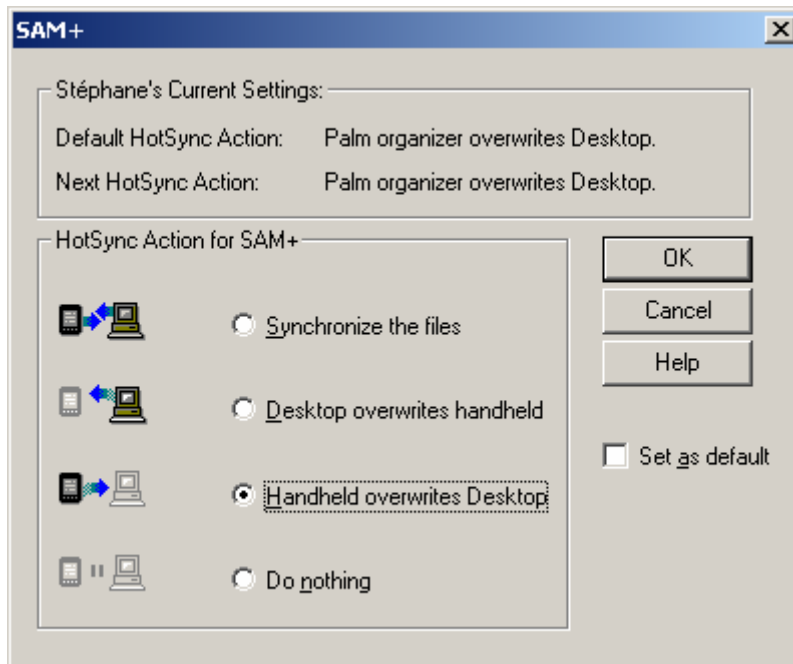 SAM+
Stéphane's Current Settings:
Default HotSync Action: Palm organizer overwrites Desktop.
Next HotSync Action: Palm organizer overwrites Desktop.
HotSync Action for SAM+
Synchronize the files
Desktop overwrites handheld
Handheld overwrites Desktop
Do nothing
OK
Cancel
Help
Set as default